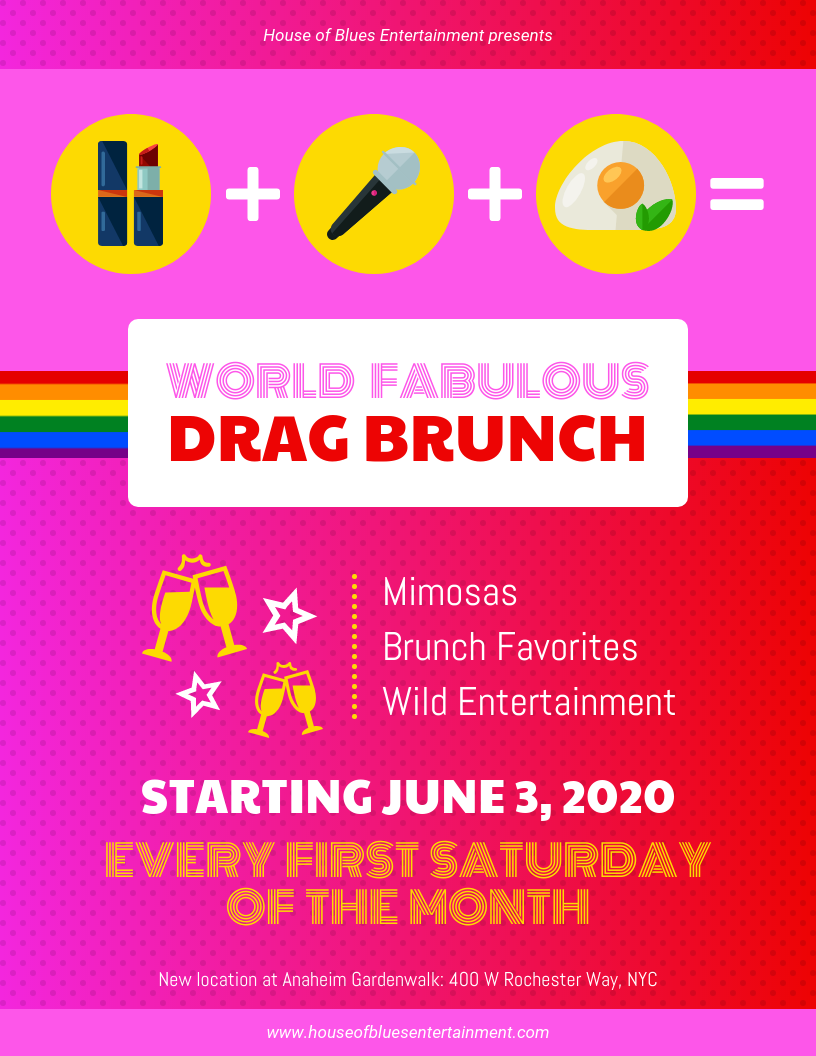 House of Blues Entertainment presents
WORLD FABULOUS
DRAG BRUNCH
Mimosas
Brunch Favorites
Wild Entertainment
STARTING JUNE 3, 2020
EVERY FIRST SATURDAY
OF THE MONTH
New location at Anaheim Gardenwalk: 400 W Rochester Way, NYC
www.houseofbluesentertainment.com